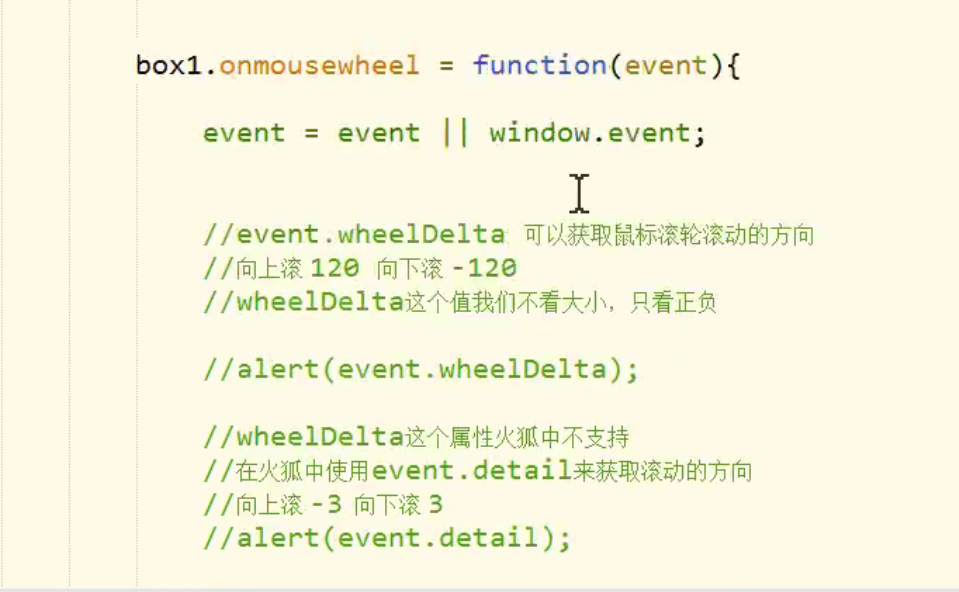 box1.onmousewheel = function(event){
event = event || window.event;
//event.wheelDelta 可以获取鼠标滚轮滚动的方向
//向上滚 120 向下滚 -120
//wheelDelta这个值我们不看大小，只看正负
//alert(event.wheelDelta);
//wheelDelta这个属性火狐中不支持
//在火狐中使用event.detail来获取滚动的方向
//向上滚 -3 向下滚 3
//alert(event.detail);